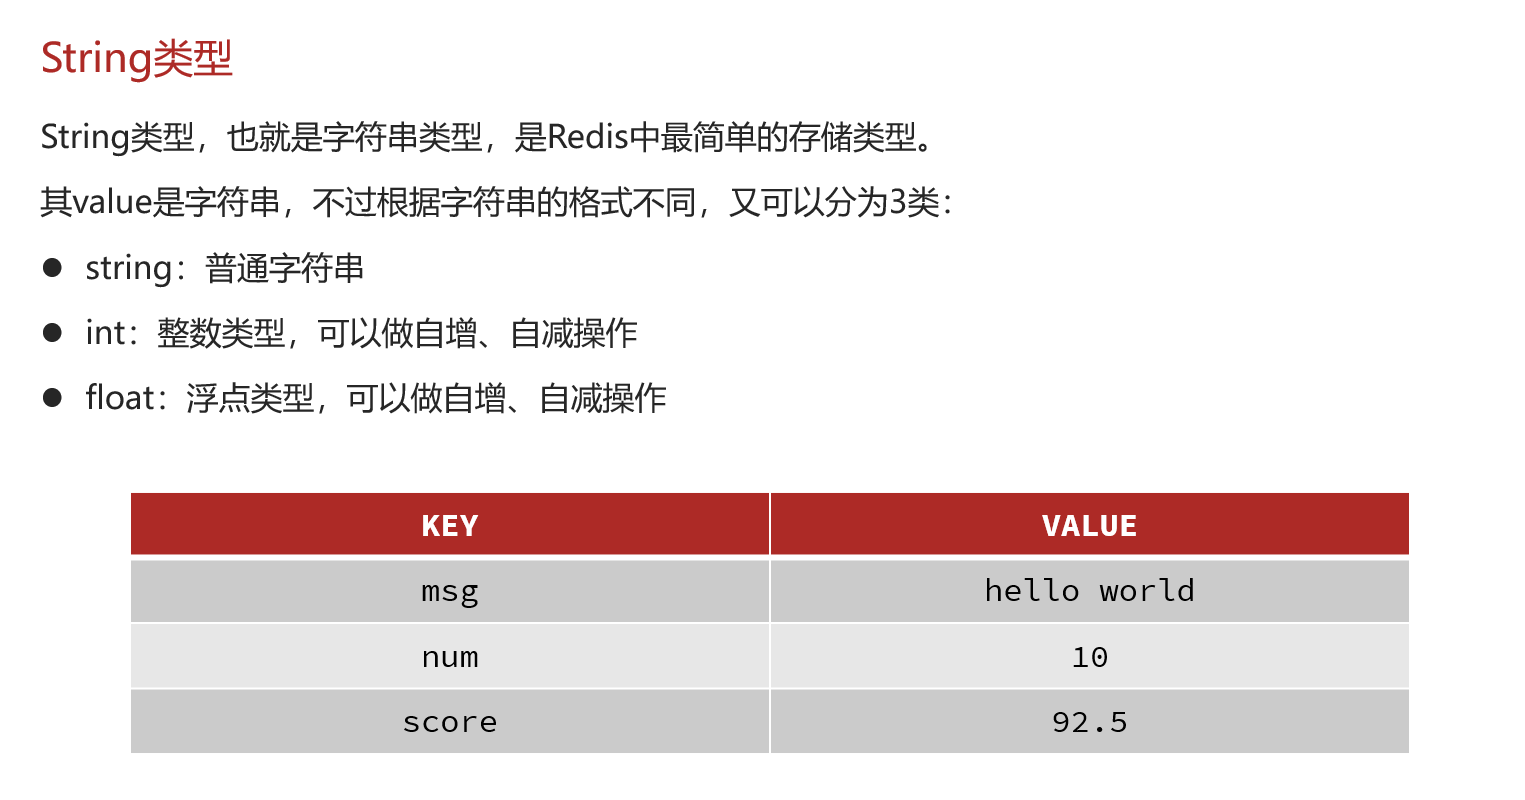 String类型
String类型，也就是字符串类型，是Redis中最简单的存储类型。
其value是字符串，不过根据字符串的格式不同，又可以分为3类：
● string：普通字符串
● int：整数类型，可以做自增、自减操作
● float：浮点类型，可以做自增、自减操作
KEY VALUE
msg hello world
num 10
score 92.5